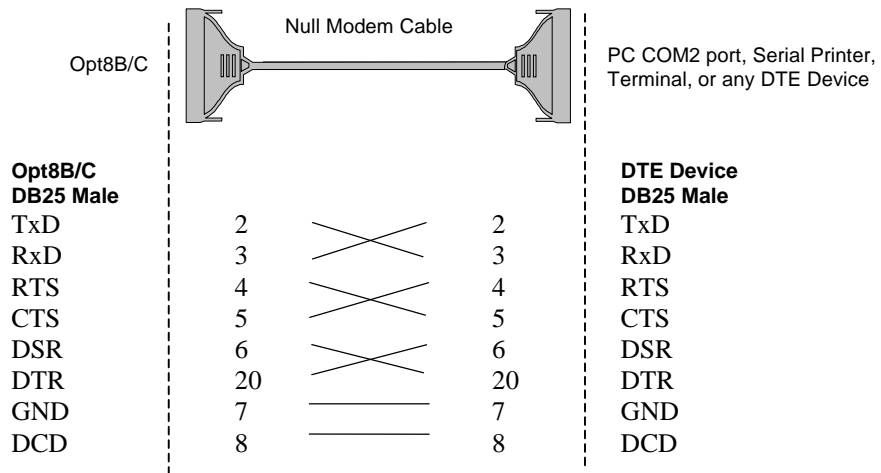 Null Modem Cable
Opt8B/C
PC COM2 port, Serial Printer,
Terminal, or any DTE Device
Opt8B/C DTE Device
DB25 Male DB25 Male
TxD 2 2 TxD
RxD 3 3 RxD
RTS 4 4 RTS
CTS 5 5 CTS
DSR 6 6 DSR
DTR 20 20 DTR
GND 7 7 GND
DCD 8 8 DCD